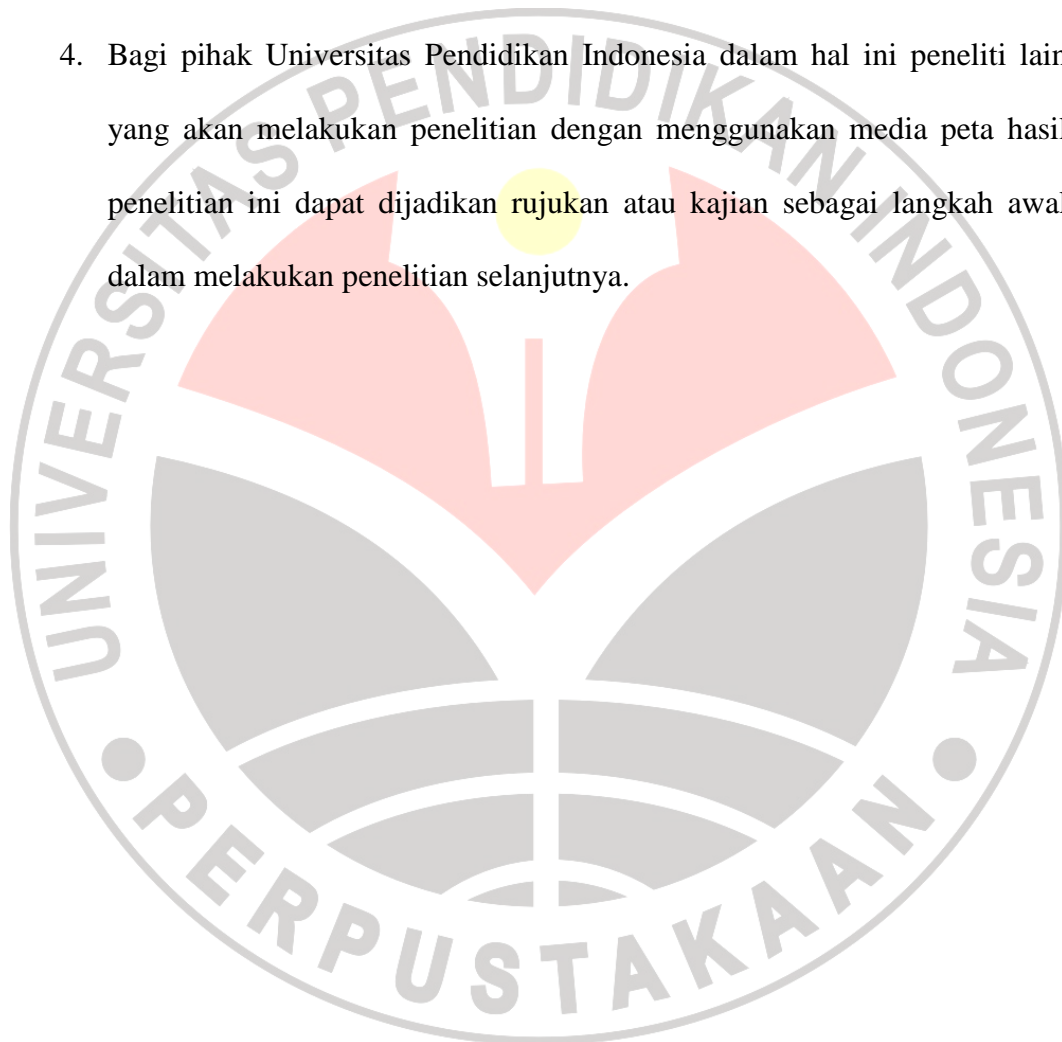 4. Bagi pihak Universitas Pendidikan Indonesia dalam hal ini peneliti lain
yang akan melakukan penelitian dengan menggunakan media peta hasil
penelitian ini dapat dijadikan rujukan atau kajian sebagai langkah awal
dalam melakukan penelitian selanjutnya.
UNIVERSITAS PENDIDIKAN INDONESIA
PERPUSTAKAAN